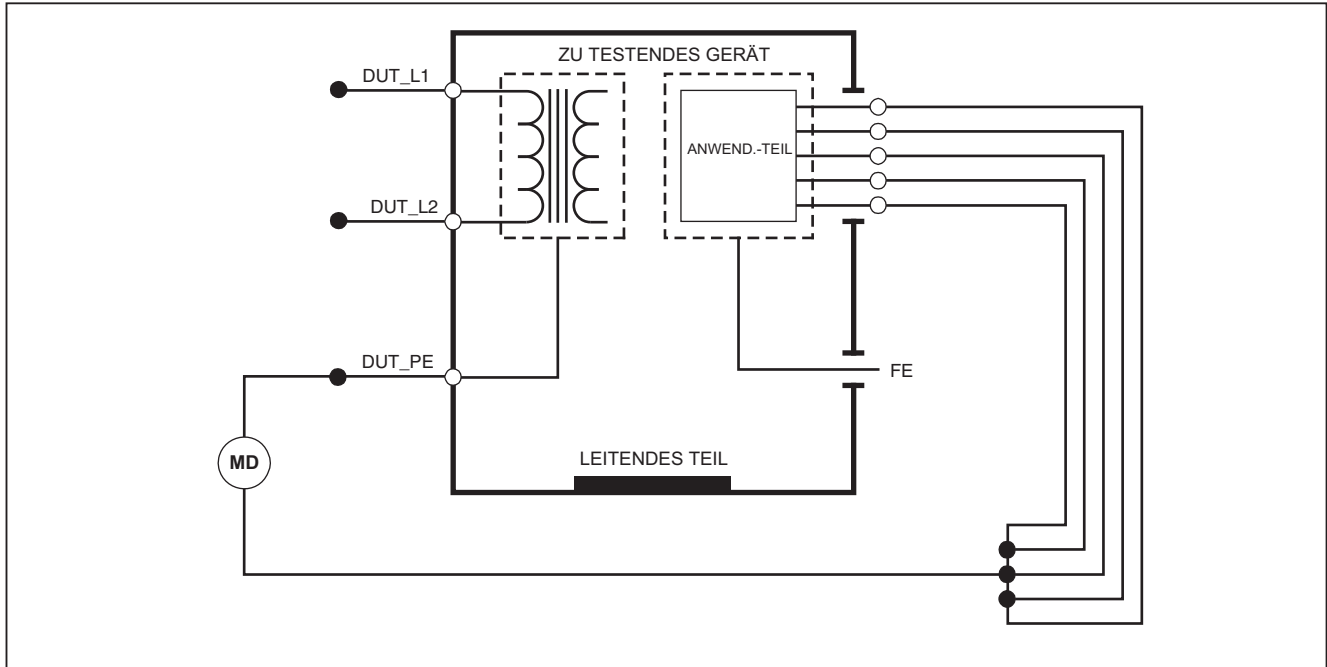 ZU TESTENDES GERÄT
DUT_L1
ANWEND.-TEIL
DUT_L2
DUT_PE
FE
MD
LEITENDES TEIL